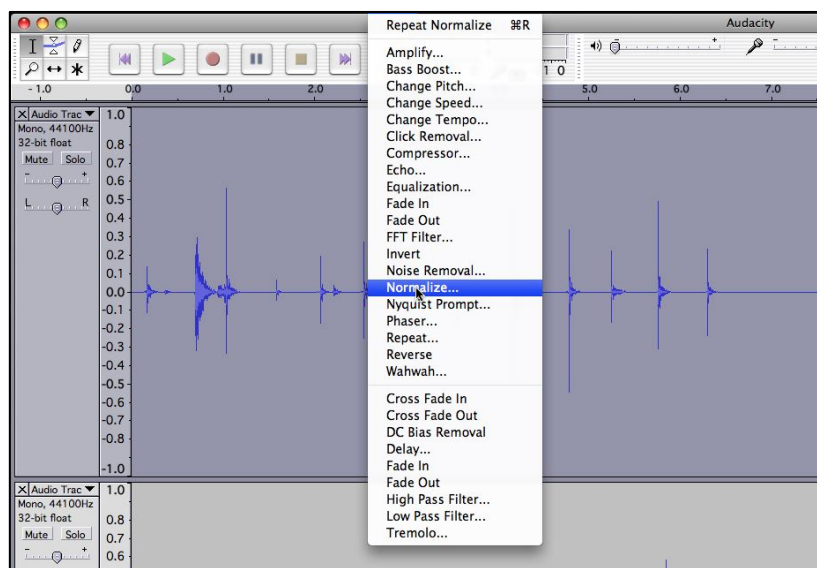 Audacity
Repeat Normalize ⌘R
Amplify...
Bass Boost...
Change Pitch...
Change Speed...
Change Tempo...
Click Removal...
Compressor...
Echo...
Equalization...
Fade In
Fade Out
FFT Filter...
Invert
Noise Removal...
Normalize...
Nyquist Prompt...
Phaser...
Repeat...
Reverse
Wahwah...
Cross Fade In
Cross Fade Out
DC Bias Removal
Delay...
Fade In
Fade Out
High Pass Filter...
Low Pass Filter...
Tremolo...
1 0
- 1.0 0.0 1.0 2.0 5.0 6.0 7.0
X Audio Trac ▼
Mono, 44100Hz
32-bit float
Mute Solo
- +
L R
1.0
0.8
0.7
0.6
0.5
0.4
0.3
0.2
0.1
0.0
-0.1
-0.2
-0.3
-0.4
-0.5
-0.6
-0.7
-0.8
-1.0
X Audio Trac ▼
Mono, 44100Hz
32-bit float
Mute Solo
- +
1.0
0.8
0.7
0.6